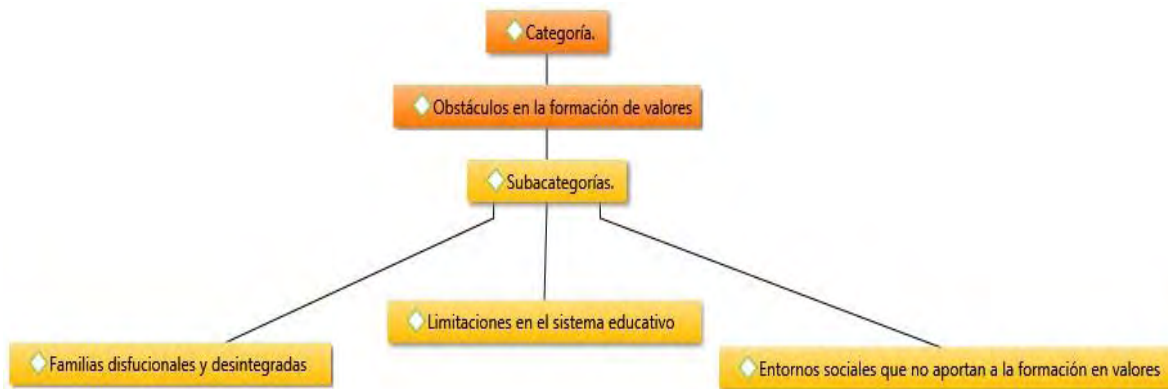 Categoría.
Obstáculos en la formación de valores
Subacategorías.
Limitaciones en el sistema educativo
Familias disfucionales y desintegradas
Entornos sociales que no aportan a la formación en valores